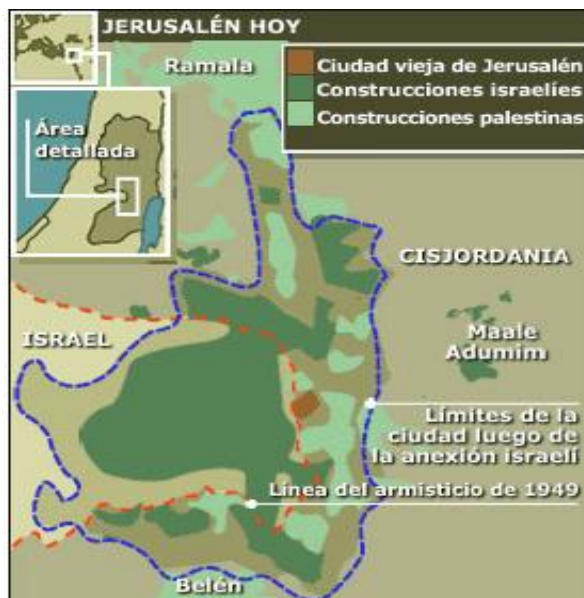 JERUSALÉN HOY
Ramala
Ciudad vieja de Jerusalén
Construcciones israelíes
Construcciones palestinas
Área
detallada
CISJORDANIA
ISRAEL
Maale
Adumim
Límites de la
ciudad luego de
la anexión israelí
Línea del armisticio de 1949
Belén